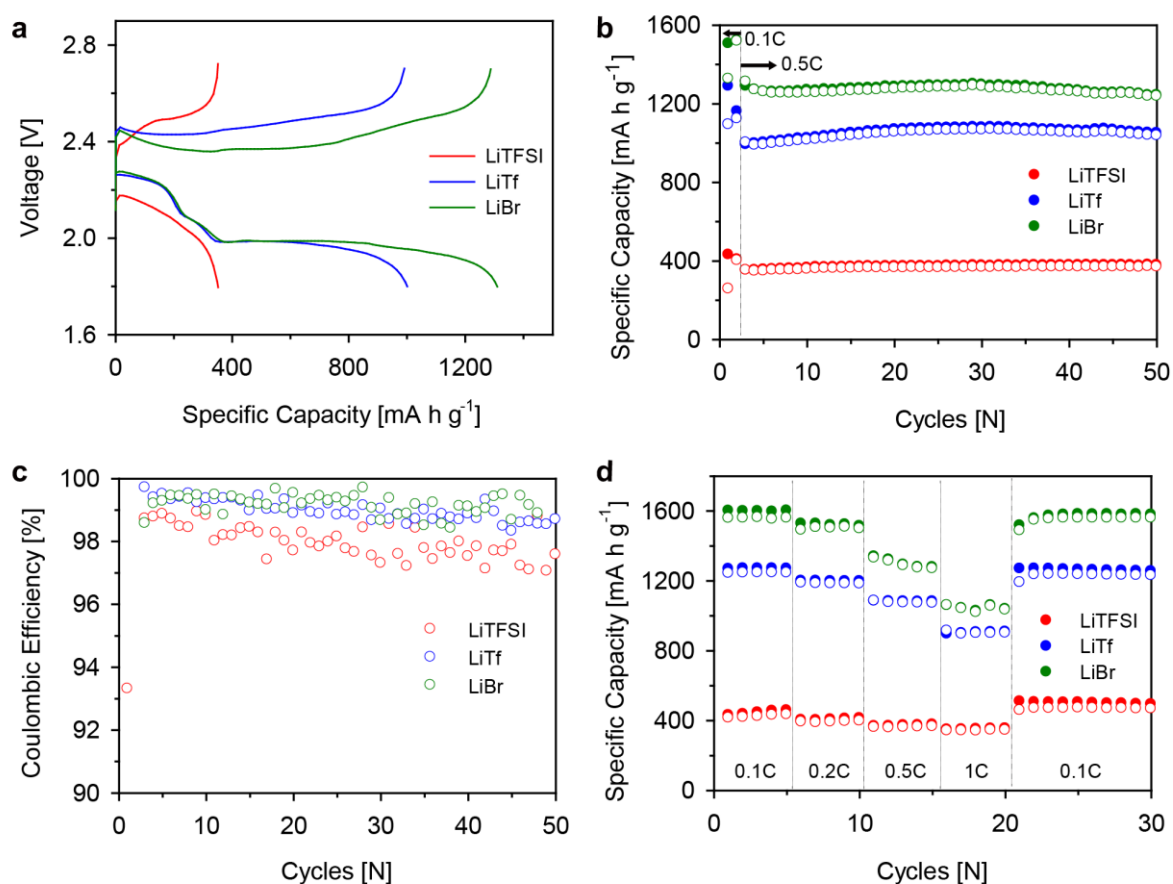 a
2.8
2.4
2.0
1.6
Voltage [V]
LiTFSI
LiTf
LiBr
0
400
800
1200
Specific Capacity [mA h g⁻¹]
b
1600
1200
800
400
0
Specific Capacity [mA h g⁻¹]
0.1C
0.5C
LiTFSI
LiTf
LiBr
0
10
20
30
40
50
Cycles [N]
c
100
98
96
94
92
90
Coulombic Efficiency [%]
LiTFSI
LiTf
LiBr
0
10
20
30
40
50
Cycles [N]
d
1600
1200
800
400
0
Specific Capacity [mA h g⁻¹]
LiTFSI
LiTf
LiBr
0.1C
0.2C
0.5C
1C
0.1C
0
10
20
30
Cycles [N]